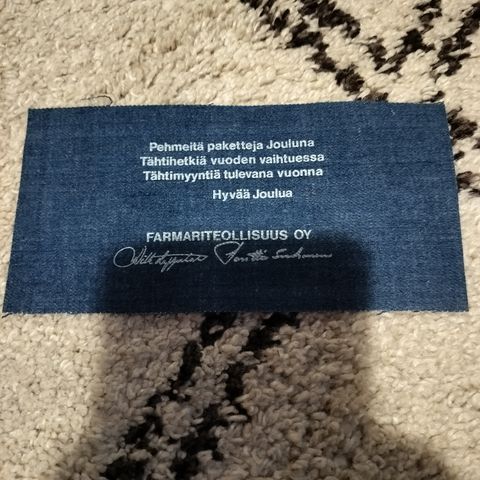 Pehmeitä paketteja Jouluna
Tähtihetkiä vuoden vaihtuessa
Tähtimyyntiä tulevana vuonna
Hyvää Joulua
FARMARITEOLLISUUS OY